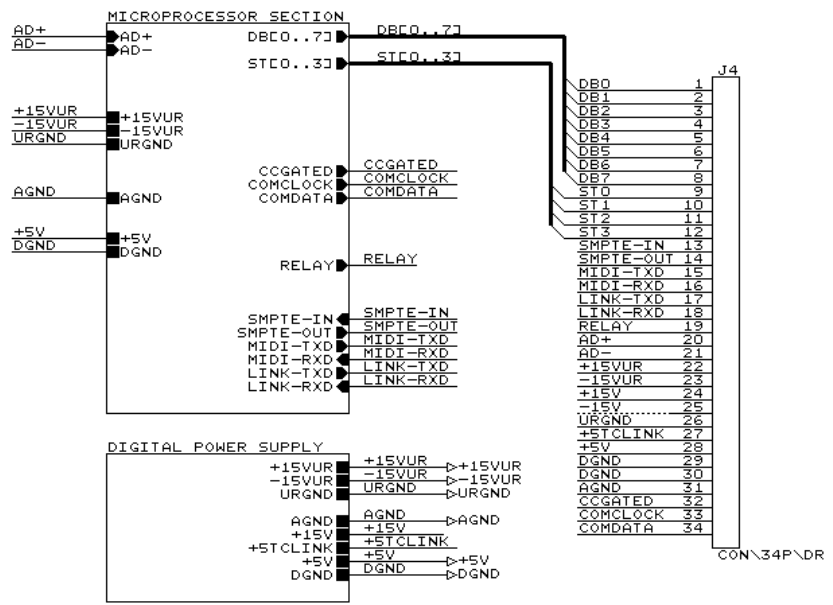 MICROPROCESSOR SECTION
AD+ AD+ DB[0..7] DB[0..7]
AD- AD-
ST[0..3] ST[0..3]
+15VUR +15VUR
-15VUR -15VUR
URGND URGND
CCGATED CCGATED
COMCLOCK COMCLOCK
AGND AGND COMDATA COMDATA
+5V +5V
DGND DGND
RELAY RELAY
SMPTE-IN SMPTE-IN
SMPTE-OUT SMPTE-OUT
MIDI-TXD MIDI-TXD
MIDI-RXD MIDI-RXD
LINK-TXD LINK-TXD
LINK-RXD LINK-RXD
DIGITAL POWER SUPPLY
+15VUR +15VUR +15VUR
-15VUR -15VUR -15VUR
URGND URGND URGND
AGND AGND AGND
+15V +15V
+5TCLINK +5TCLINK
+5V +5V +5V
DGND DGND DGND
J4
DB0 1
DB1 2
DB2 3
DB3 4
DB4 5
DB5 6
DB6 7
DB7 8
ST0 9
ST1 10
ST2 11
ST3 12
SMPTE-IN 13
SMPTE-OUT 14
MIDI-TXD 15
MIDI-RXD 16
LINK-TXD 17
LINK-RXD 18
RELAY 19
AD+ 20
AD- 21
+15VUR 22
-15VUR 23
+15V 24
-15V 25
URGND 26
+5TCLINK 27
+5V 28
DGND 29
DGND 30
AGND 31
CCGATED 32
COMCLOCK 33
COMDATA 34
CON\34P\DR